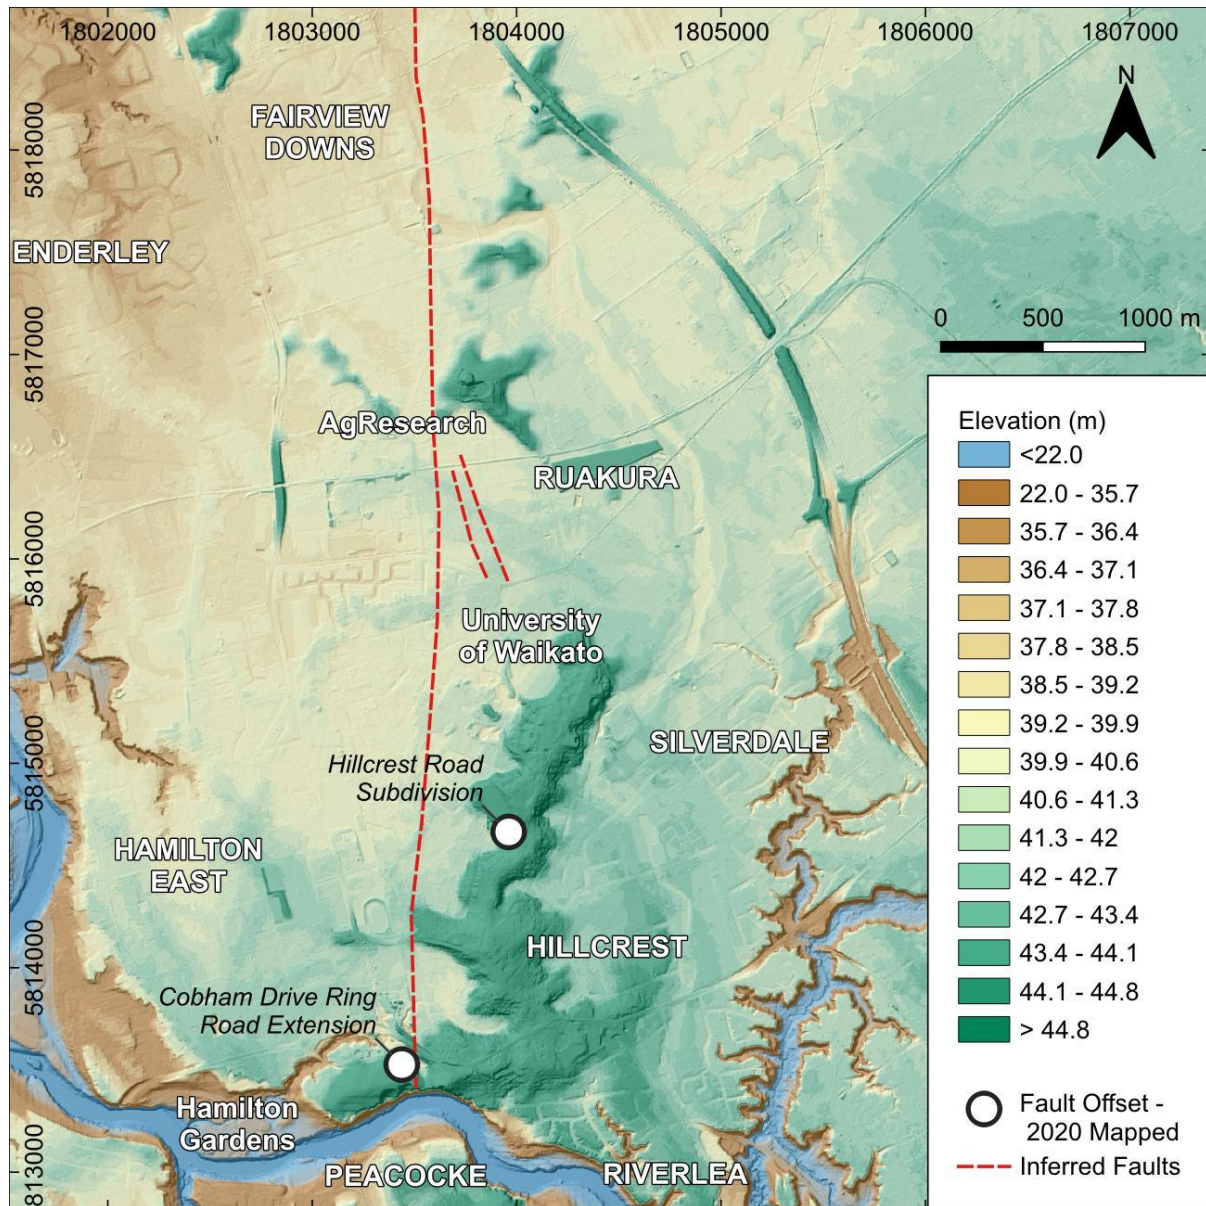 1802000
1803000
1804000
1805000
1806000
1807000
N
5818000
5817000
5816000
5815000
5814000
5813000
FAIRVIEW
DOWNS
ENDERLEY
0
500
1000 m
AgResearch
RUAKURA
University
of Waikato
SILVERDALE
Hillcrest Road
Subdivision
HAMILTON
EAST
HILLCREST
Cobham Drive Ring
Road Extension
Hamilton
Gardens
PEACOCKE
RIVERLEA
Elevation (m)
<22.0
22.0 - 35.7
35.7 - 36.4
36.4 - 37.1
37.1 - 37.8
37.8 - 38.5
38.5 - 39.2
39.2 - 39.9
39.9 - 40.6
40.6 - 41.3
41.3 - 42
42 - 42.7
42.7 - 43.4
43.4 - 44.1
44.1 - 44.8
> 44.8
Fault Offset -
2020 Mapped
Inferred Faults